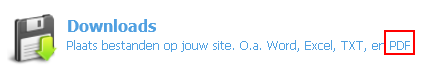 Downloads
Plaats bestanden op jouw site. O.a. Word, Excel, TXT, en PDF